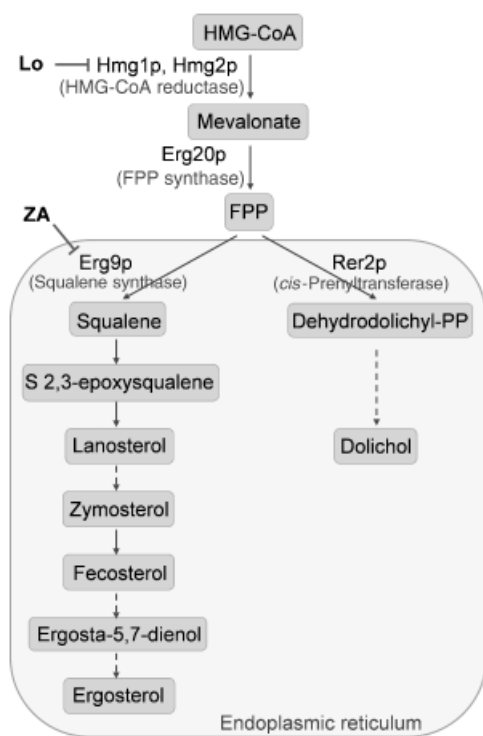 HMG-CoA
Lo
Hmg1p, Hmg2p
(HMG-CoA reductase)
Mevalonate
Erg20p
(FPP synthase)
FPP
ZA
Erg9p
(Squalene synthase)
Rer2p
(cis-Prenyltransferase)
Squalene
Dehydrodolichyl-PP
S 2,3-epoxysqualene
Lanosterol
Dolichol
Zymosterol
Fecosterol
Ergosta-5,7-dienol
Ergosterol
Endoplasmic reticulum